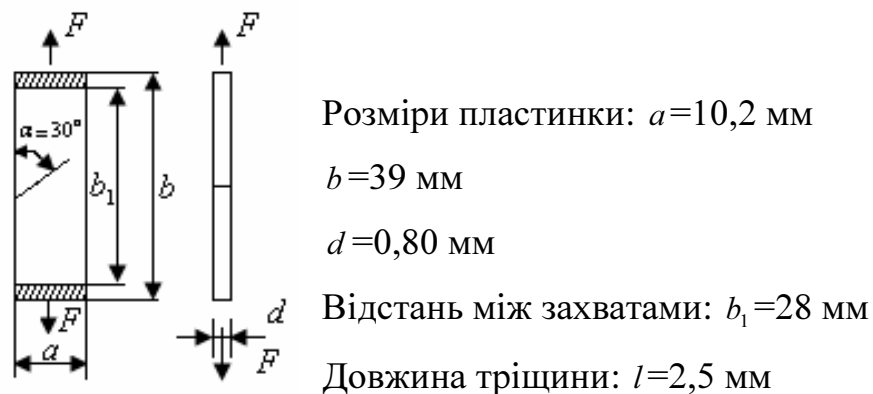 F F
α=30°
b₁ b
F
a
d
F
Розміри пластинки: a=10,2 мм
b=39 мм
d=0,80 мм
Відстань між захватами: b₁=28 мм
Довжина тріщини: l=2,5 мм